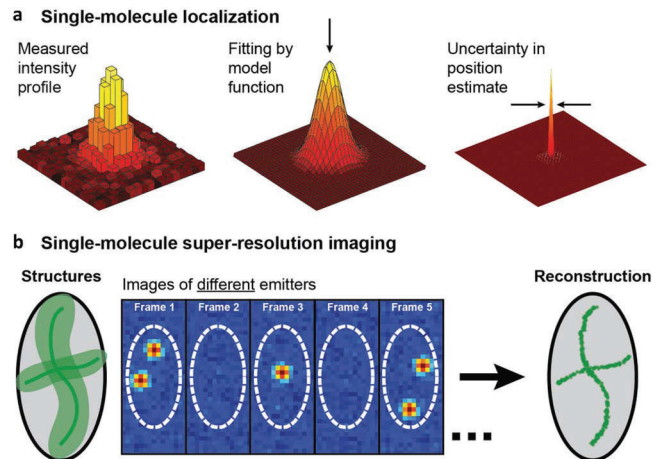 a Single-molecule localization
Measured
intensity
profile
Fitting by
model
function
Uncertainty in
position
estimate
b Single-molecule super-resolution imaging
Structures
Images of different emitters
Frame 1 Frame 2 Frame 3 Frame 4 Frame 5
Reconstruction